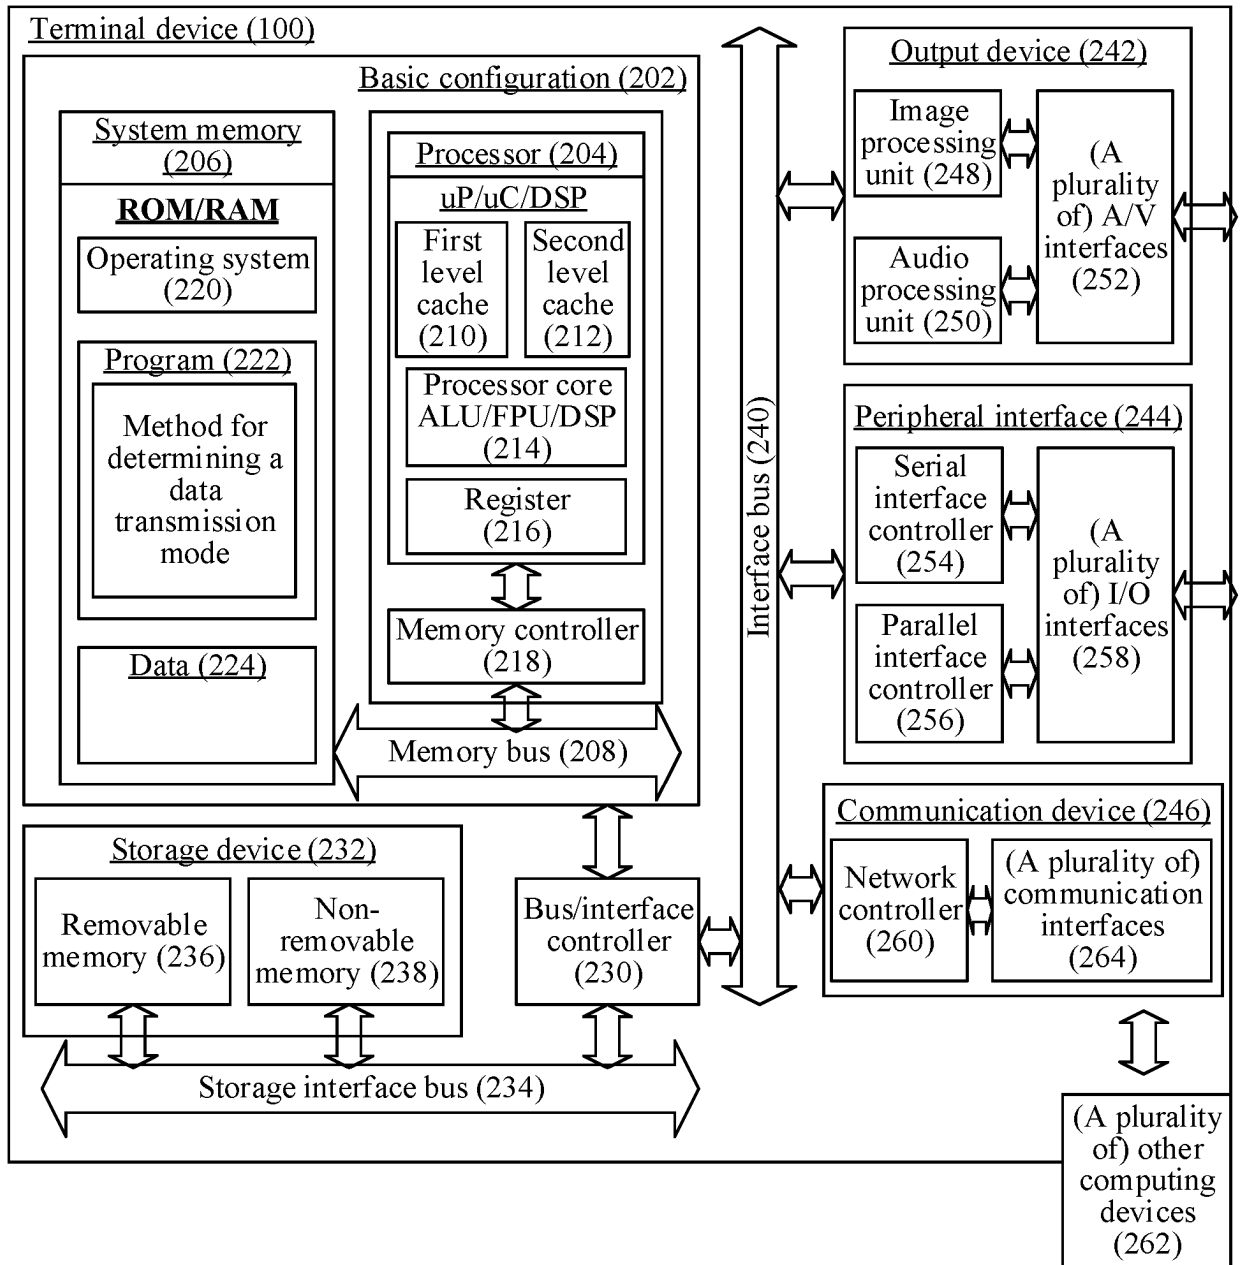 Terminal device (100)
Basic configuration (202)
System memory
(206)
ROM/RAM
Operating system
(220)
Program (222)
Method for
determining a
data
transmission
mode
Data (224)
Processor (204)
uP/uC/DSP
First
level
cache
(210)
Second
level
cache
(212)
Processor core
ALU/FPU/DSP
(214)
Register
(216)
Memory controller
(218)
Memory bus (208)
Storage device (232)
Removable
memory (236)
Non-
removable
memory (238)
Bus/interface
controller
(230)
Storage interface bus (234)
Interface bus (240)
Output device (242)
Image
processing
unit (248)
Audio
processing
unit (250)
(A
plurality
of) A/V
interfaces
(252)
Peripheral interface (244)
Serial
interface
controller
(254)
Parallel
interface
controller
(256)
(A
plurality
of) I/O
interfaces
(258)
Communication device (246)
Network
controller
(260)
(A plurality of)
communication
interfaces
(264)
(A plurality
of) other
computing
devices
(262)